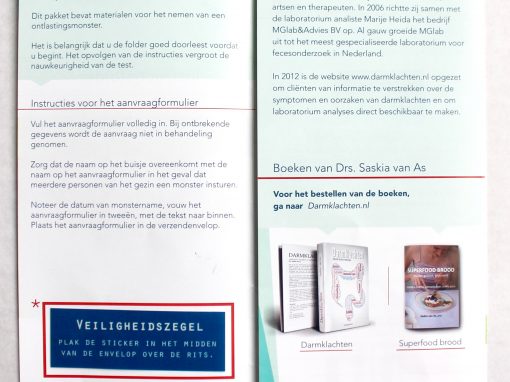 Dit pakket bevat materialen voor het nemen van een
ontlastingsmonster.
Het is belangrijk dat u de folder goed doorleest voordat
u begint. Het opvolgen van de instructies vergroot de
nauwkeurigheid van de test.
Instructies voor het aanvraagformulier
Vul het aanvraagformulier volledig in. Bij ontbrekende
gegevens wordt de aanvraag niet in behandeling
genomen.
Zorg dat de naam op het buisje overeenkomt met de
naam op het aanvraagformulier in het geval dat
meerdere personen van het gezin een monster insturen.
Noteer de datum van monstername, vouw het
aanvraagformulier in tweeën, met de tekst naar binnen.
Plaats het aanvraagformulier in de verzendenvelop.
*
VEILIGHEIDSZEGEL
PLAK DE STICKER IN HET MIDDEN
VAN DE ENVELOP OVER DE RITS.
artsen en therapeuten. In 2006 richtte zij samen met
de laboratorium analiste Marije Heida het bedrijf
MGlab&Advies BV op. Al gauw groeide MGlab
uit tot het meest gespecialiseerde laboratorium voor
fecesonderzoek in Nederland.
In 2012 is de website www.darmklachten.nl opgezet
om cliënten van informatie te verstrekken over de
symptomen en oorzaken van darmklachten en om
laboratorium analyses direct beschikbaar te maken.
Boeken van Drs. Saskia van As
Voor het bestellen van de boeken,
ga naar Darmklachten.nl
DARMKLACHTEN
Darmklachten
SUPERFOOD BROOD
Darmklachten
Superfood brood